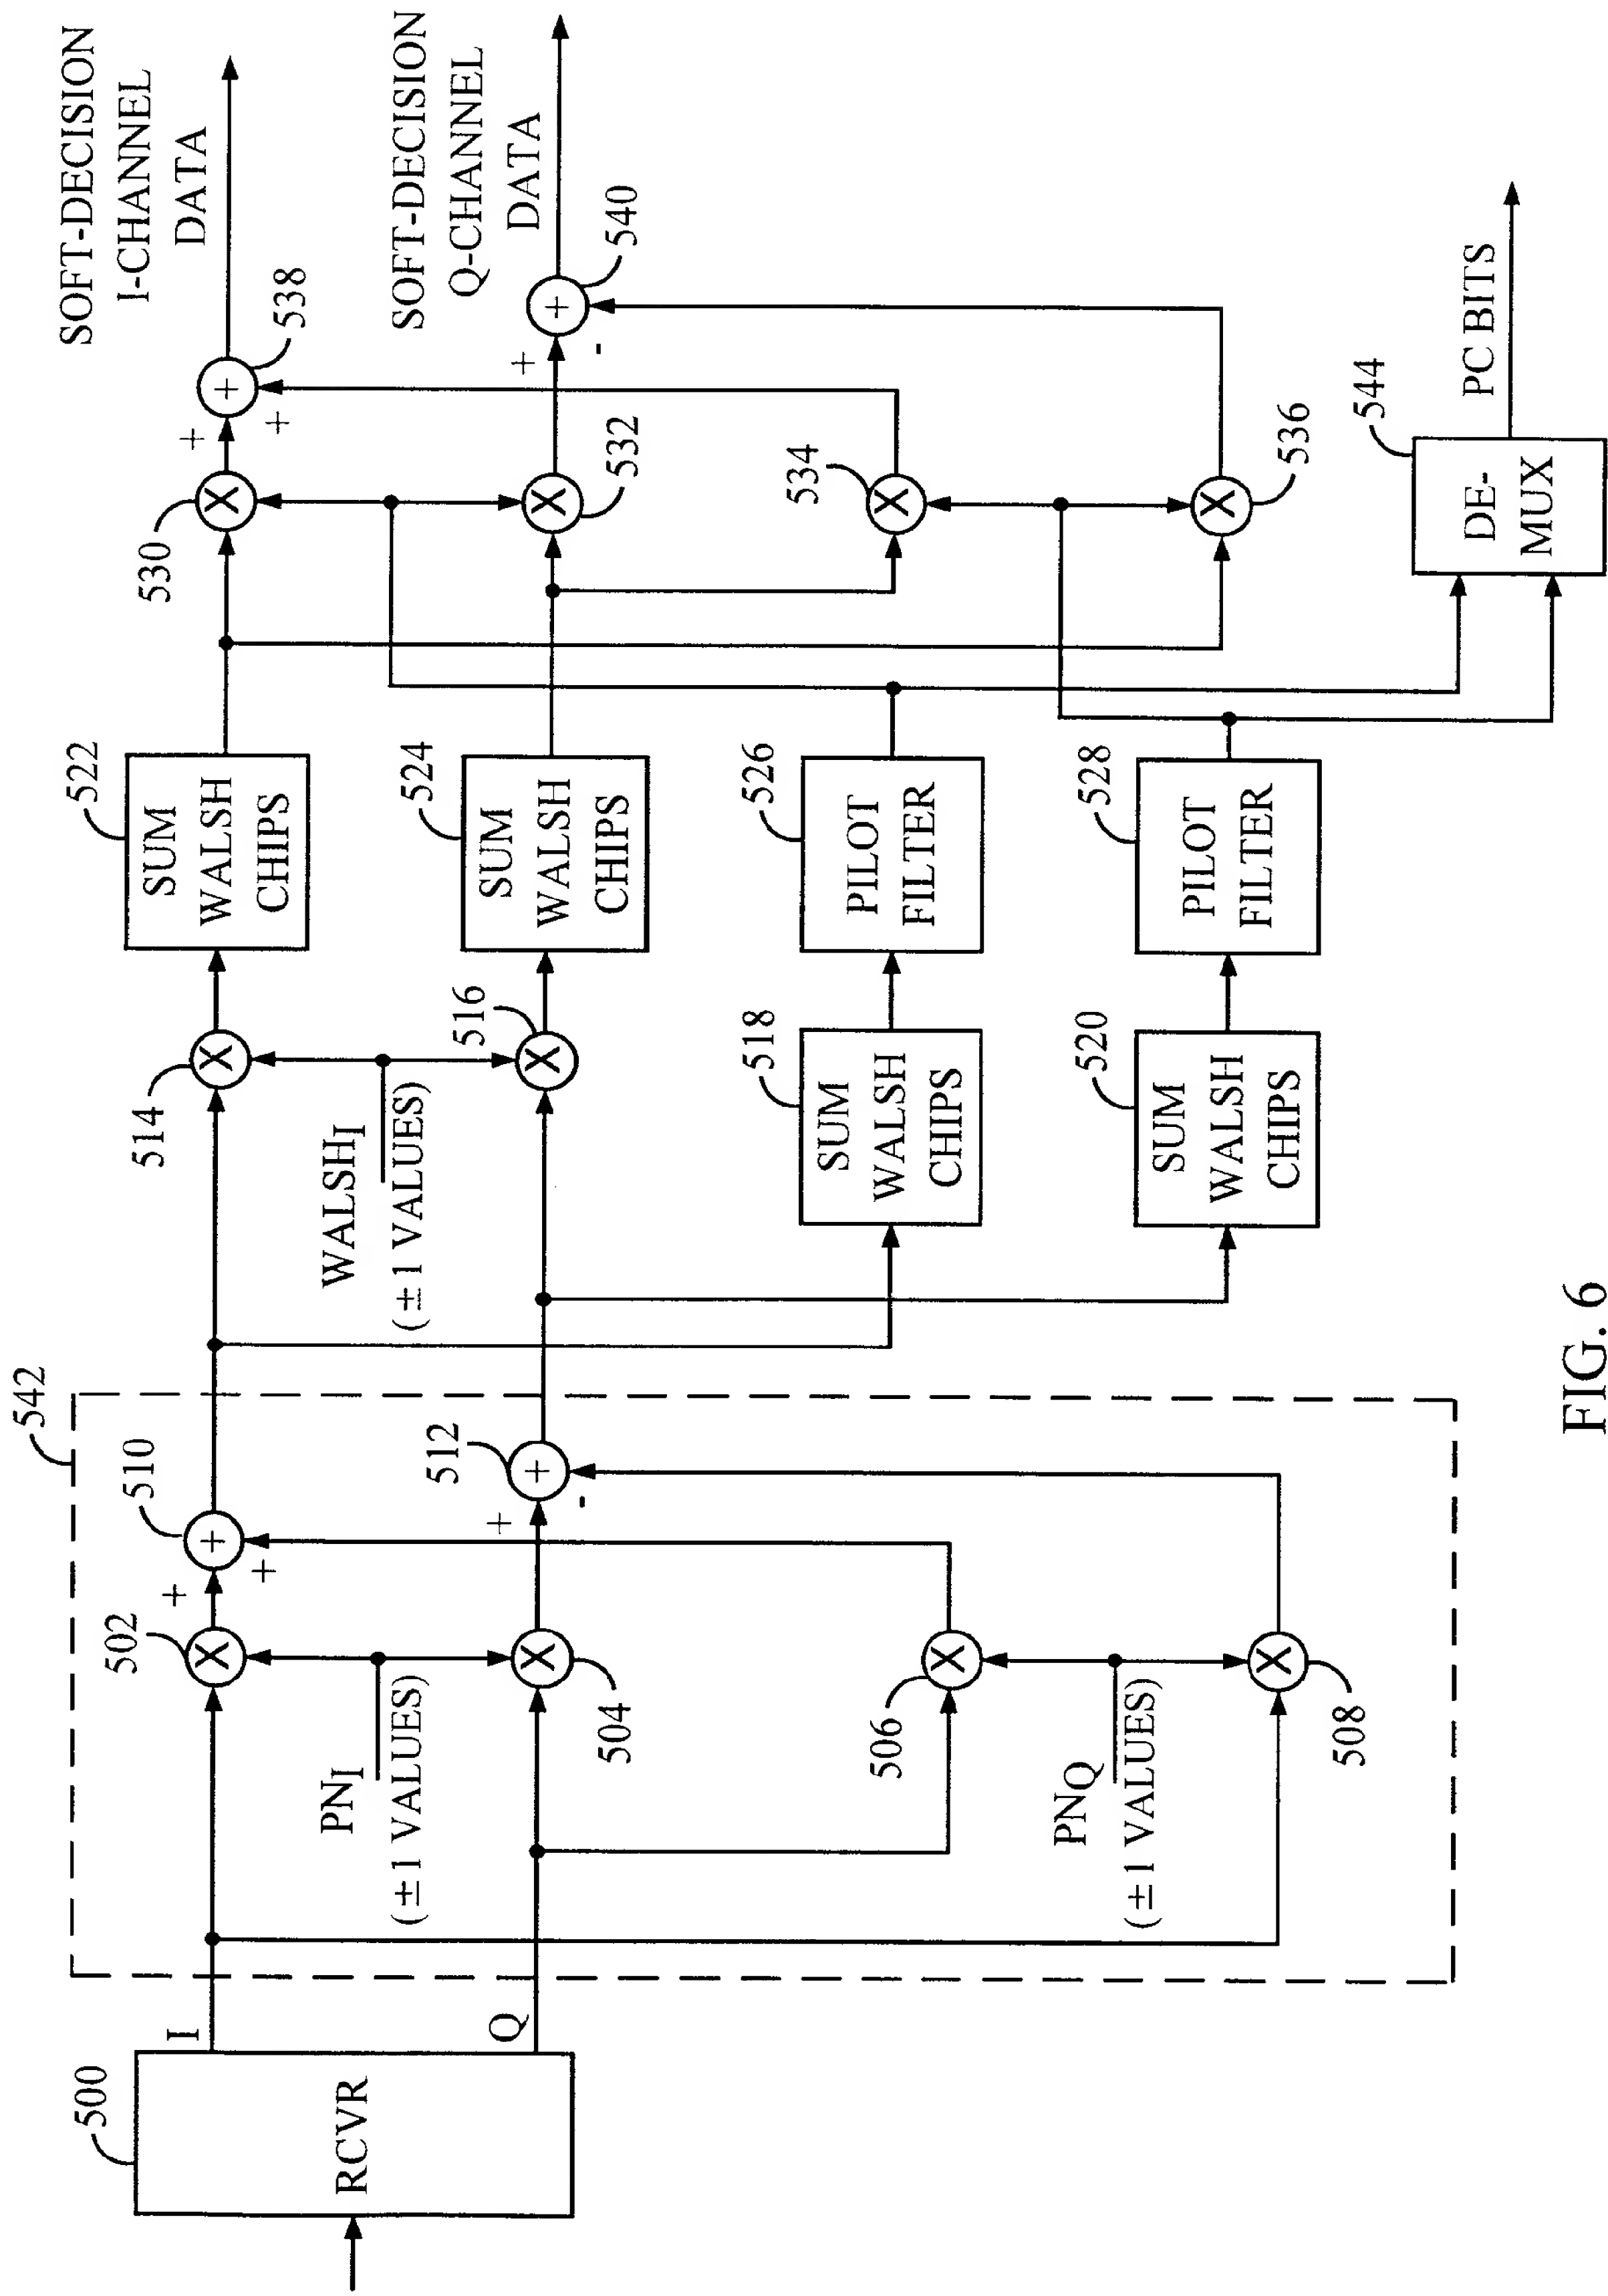 500
RCVR
I
Q
542
502
PN_I
(±1 VALUES)
504
506
PN_Q
(±1 VALUES)
508
510
+
+
+
512
+
+
-
514
WALSH_I
(±1 VALUES)
516
518
SUM
WALSH
CHIPS
520
SUM
WALSH
CHIPS
522
SUM
WALSH
CHIPS
524
SUM
WALSH
CHIPS
526
PILOT
FILTER
528
PILOT
FILTER
530
532
534
536
538
+
+
+
540
+
+
-
544
DE-
MUX
SOFT-DECISION
I-CHANNEL
DATA
SOFT-DECISION
Q-CHANNEL
DATA
PC BITS
FIG. 6